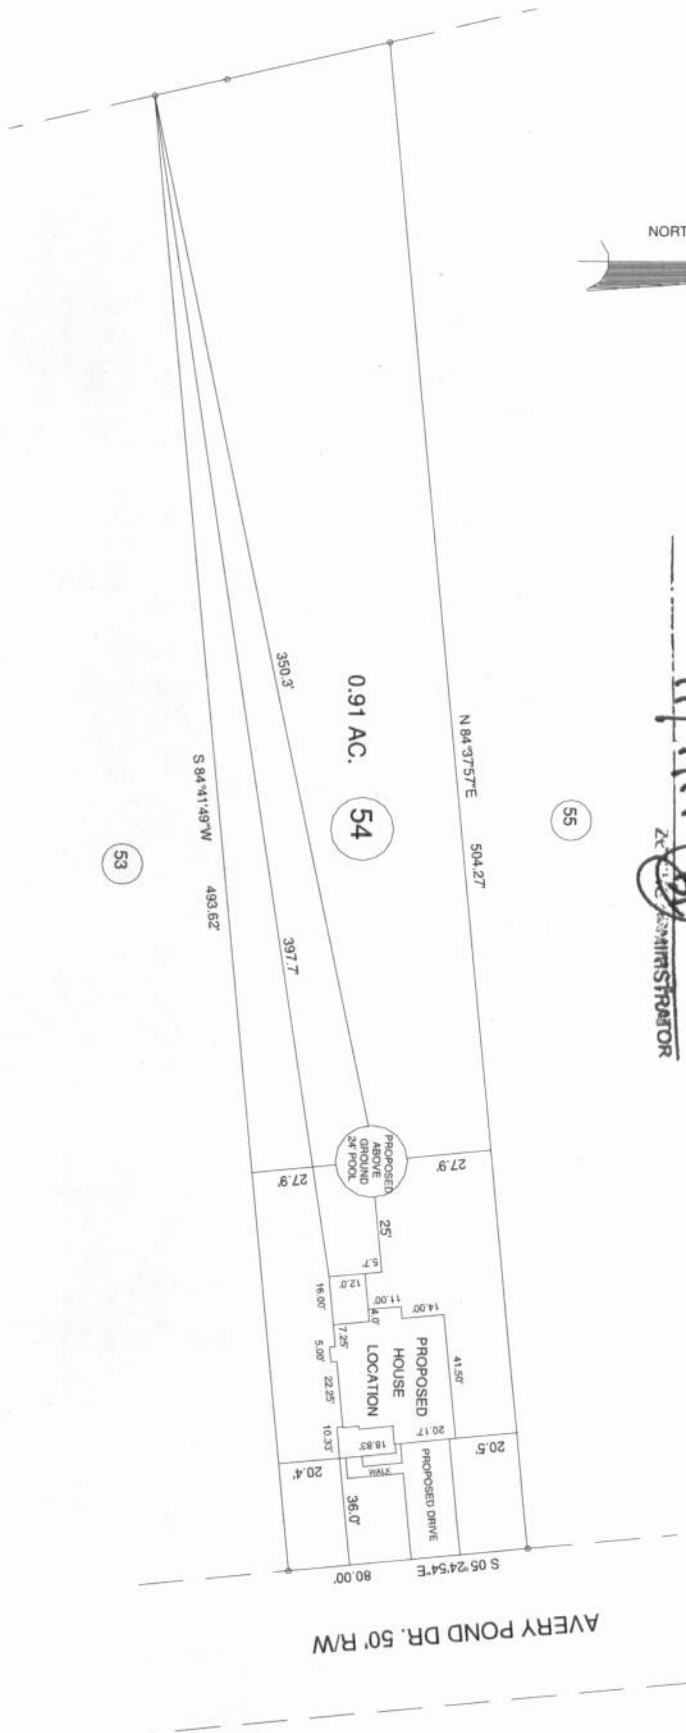 NORT
350.3'
0.91 AC.
54
N 84°37'57"E
504.27'
55
S 84°41'49"W
493.62'
53
397.7'
MINISTRATOR
PROPOSED
ABOVE
GROUND
24' POOL
27.9'
27.9'
25'
12.0'
16.00'
11.00'
14.00'
4.0'
7.25'
5.00'
22.25'
10.33'
PROPOSED
HOUSE
LOCATION
41.50'
20.17'
18.83'
20.5'
20.4'
WALK
PROPOSED DRIVE
36.0'
80.00'
S 05°24'54"E
AVERY POND DR. 50' R/W